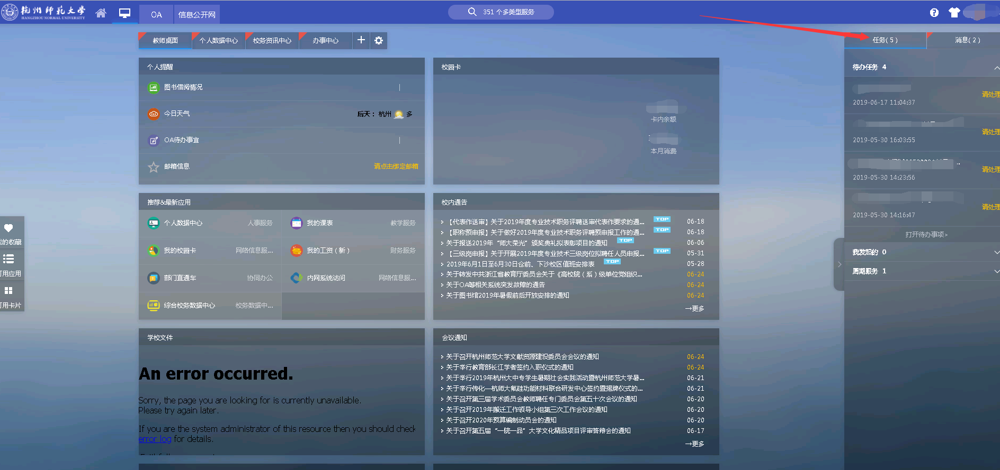 杭州师范大学
HANGZHOU NORMAL UNIVERSITY
OA
信息公开网
351 个多类型服务
教师桌面
个人数据中心
校务资讯中心
办事中心
任务( 5 )
消息( 2 )
个人提醒
图书借阅情况
今日天气
后天： 杭州 多
OA待办事宜
邮箱信息
请点击绑定邮箱
校园卡
卡内余额
本月消费
待办任务 4
请处理
2019-06-17 11:04:37
请处理
2019-05-30 16:03:55
请处理
2019-05-30 14:23:56
请处理
2019-05-30 14:16:47
打开待办事项>
我发起的 0
周期服务 1
的收藏
用应用
用卡片
推荐&最新应用
个人数据中心 人事服务
我的课表 教学服务
我的校园卡 网络信息服...
我的工资（新） 财务服务
部门直通车 协同办公
内网系统访问 网络信息服...
综合校务数据中心 校务数据中...
校内通告
【代表作送审】关于2019年度专业技术职务评聘送审代表作要求的通... TOP 06-18
【职称预申报】关于做好2019年度专业技术职务评聘预申报工作的通... TOP 06-18
关于报送2019年“师大荣光”颁奖典礼拟表彰项目的通知 TOP 06-06
【三级岗申报】关于开展2019年度专业技术三级岗位拟聘任人员申报... TOP 05-31
2019年6月1日至6月30日仓前、下沙校区值班安排表 TOP 05-28
关于转发中共浙江省教育厅委员会关于《高校院（系）级单位党组织... 06-24
关于OA等相关系统突发故障的通告 06-24
关于图书馆2019年暑假前后开放安排的通知 06-24
→更多
学校文件
An error occurred.
Sorry, the page you are looking for is currently unavailable.
Please try again later.
If you are the system administrator of this resource then you should check
error log for details.
会议通知
关于召开杭州师范大学文献资源建设委员会会议的通知 06-24
关于举行教育部长江学者签约入职仪式的通知 06-24
关于举行2019年杭州大中专学生暑期社会实践活动暨杭州师范大学暑... 06-21
关于举行传化—杭师大氟硅功能材料联合研发中心签约暨揭牌仪式的... 06-21
关于召开第三届学术委员会教师聘任专门委员会第五十次会议的通知 06-20
关于召开2019年搬迁工作领导小组第三次工作会议的通知 06-20
关于召开2020年预算编制动员会的通知 06-20
关于召开第五届“一院一品”大学文化精品项目评审答辩会的通知 06-17
→更多